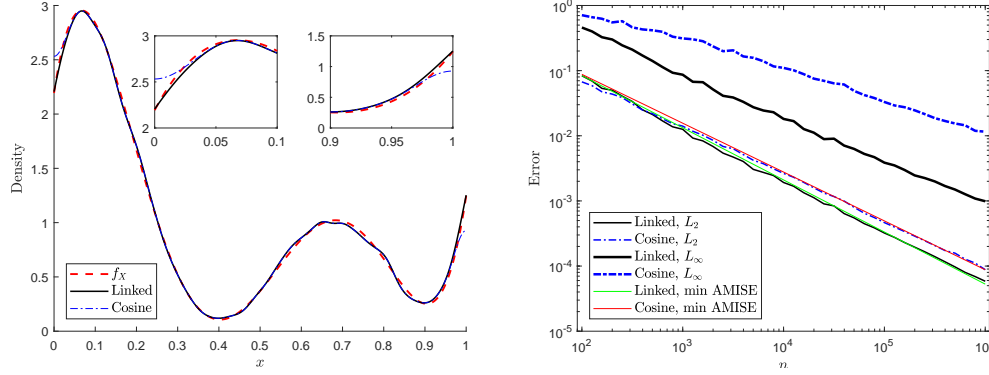 3
2.5
2
1.5
1
0.5
0
Density
0 0.1 0.2 0.3 0.4 0.5 0.6 0.7 0.8 0.9 1
x
3
2.5
2
0 0.05 0.1
1.5
1
0.5
0
0.9 0.95 1
f_X
Linked
Cosine
10^0
10^-1
10^-2
10^-3
10^-4
10^-5
Error
10^2 10^3 10^4 10^5
n
Linked, L_2
Cosine, L_2
Linked, L_∞
Cosine, L_∞
Linked, min AMISE
Cosine, min AMISE